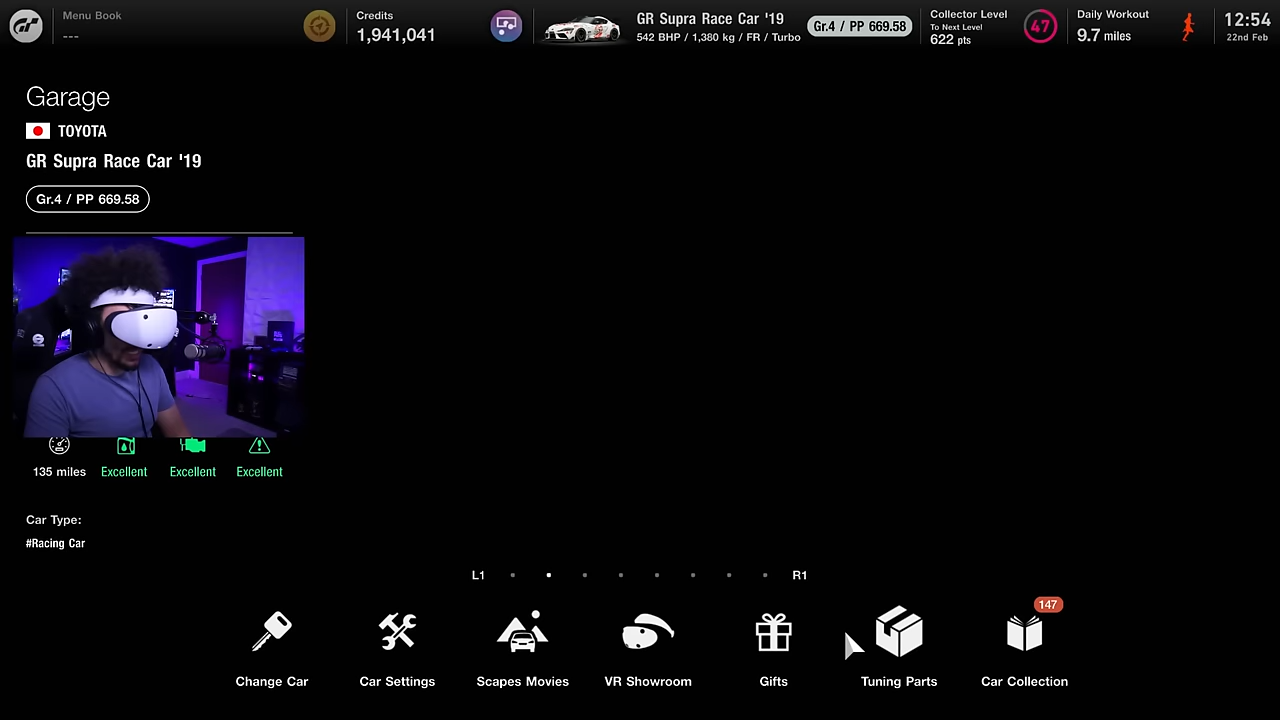 Menu Book
---
Credits
1,941,041
GR Supra Race Car '19
542 BHP / 1,380 kg / FR / Turbo
Gr.4 / PP 669.58
Collector Level
To Next Level
622 pts
47
Daily Workout
9.7 miles
12:54
22nd Feb
Garage
TOYOTA
GR Supra Race Car '19
Gr.4 / PP 669.58
135 miles
Excellent
Excellent
Excellent
Car Type:
#Racing Car
L1
R1
147
Change Car
Car Settings
Scapes Movies
VR Showroom
Gifts
Tuning Parts
Car Collection